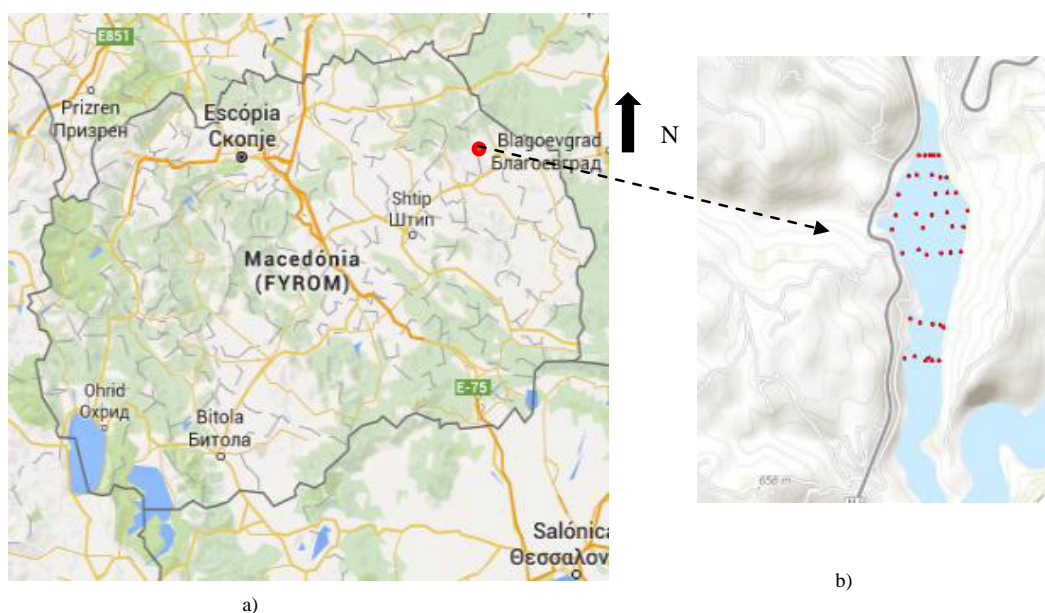 E851
Prizren
Призрен
Escópia
Скопје
Blagoevgrad
Благоевград
N
Shtip
Штип
Macedónia
(FYROM)
E-75
Ohrid
Охрид
Bitola
Битола
Salónica
Θεσσαλον
656 m
a)
b)